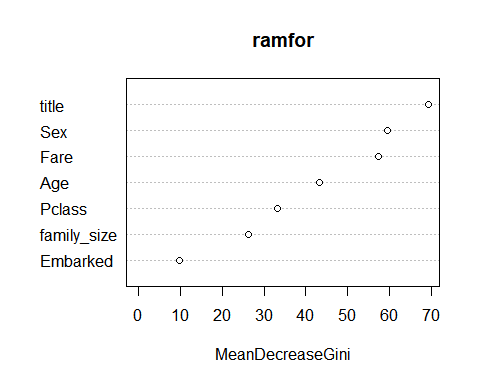 ramfor
title
Sex
Fare
Age
Pclass
family_size
Embarked
0 10 20 30 40 50 60 70
MeanDecreaseGini